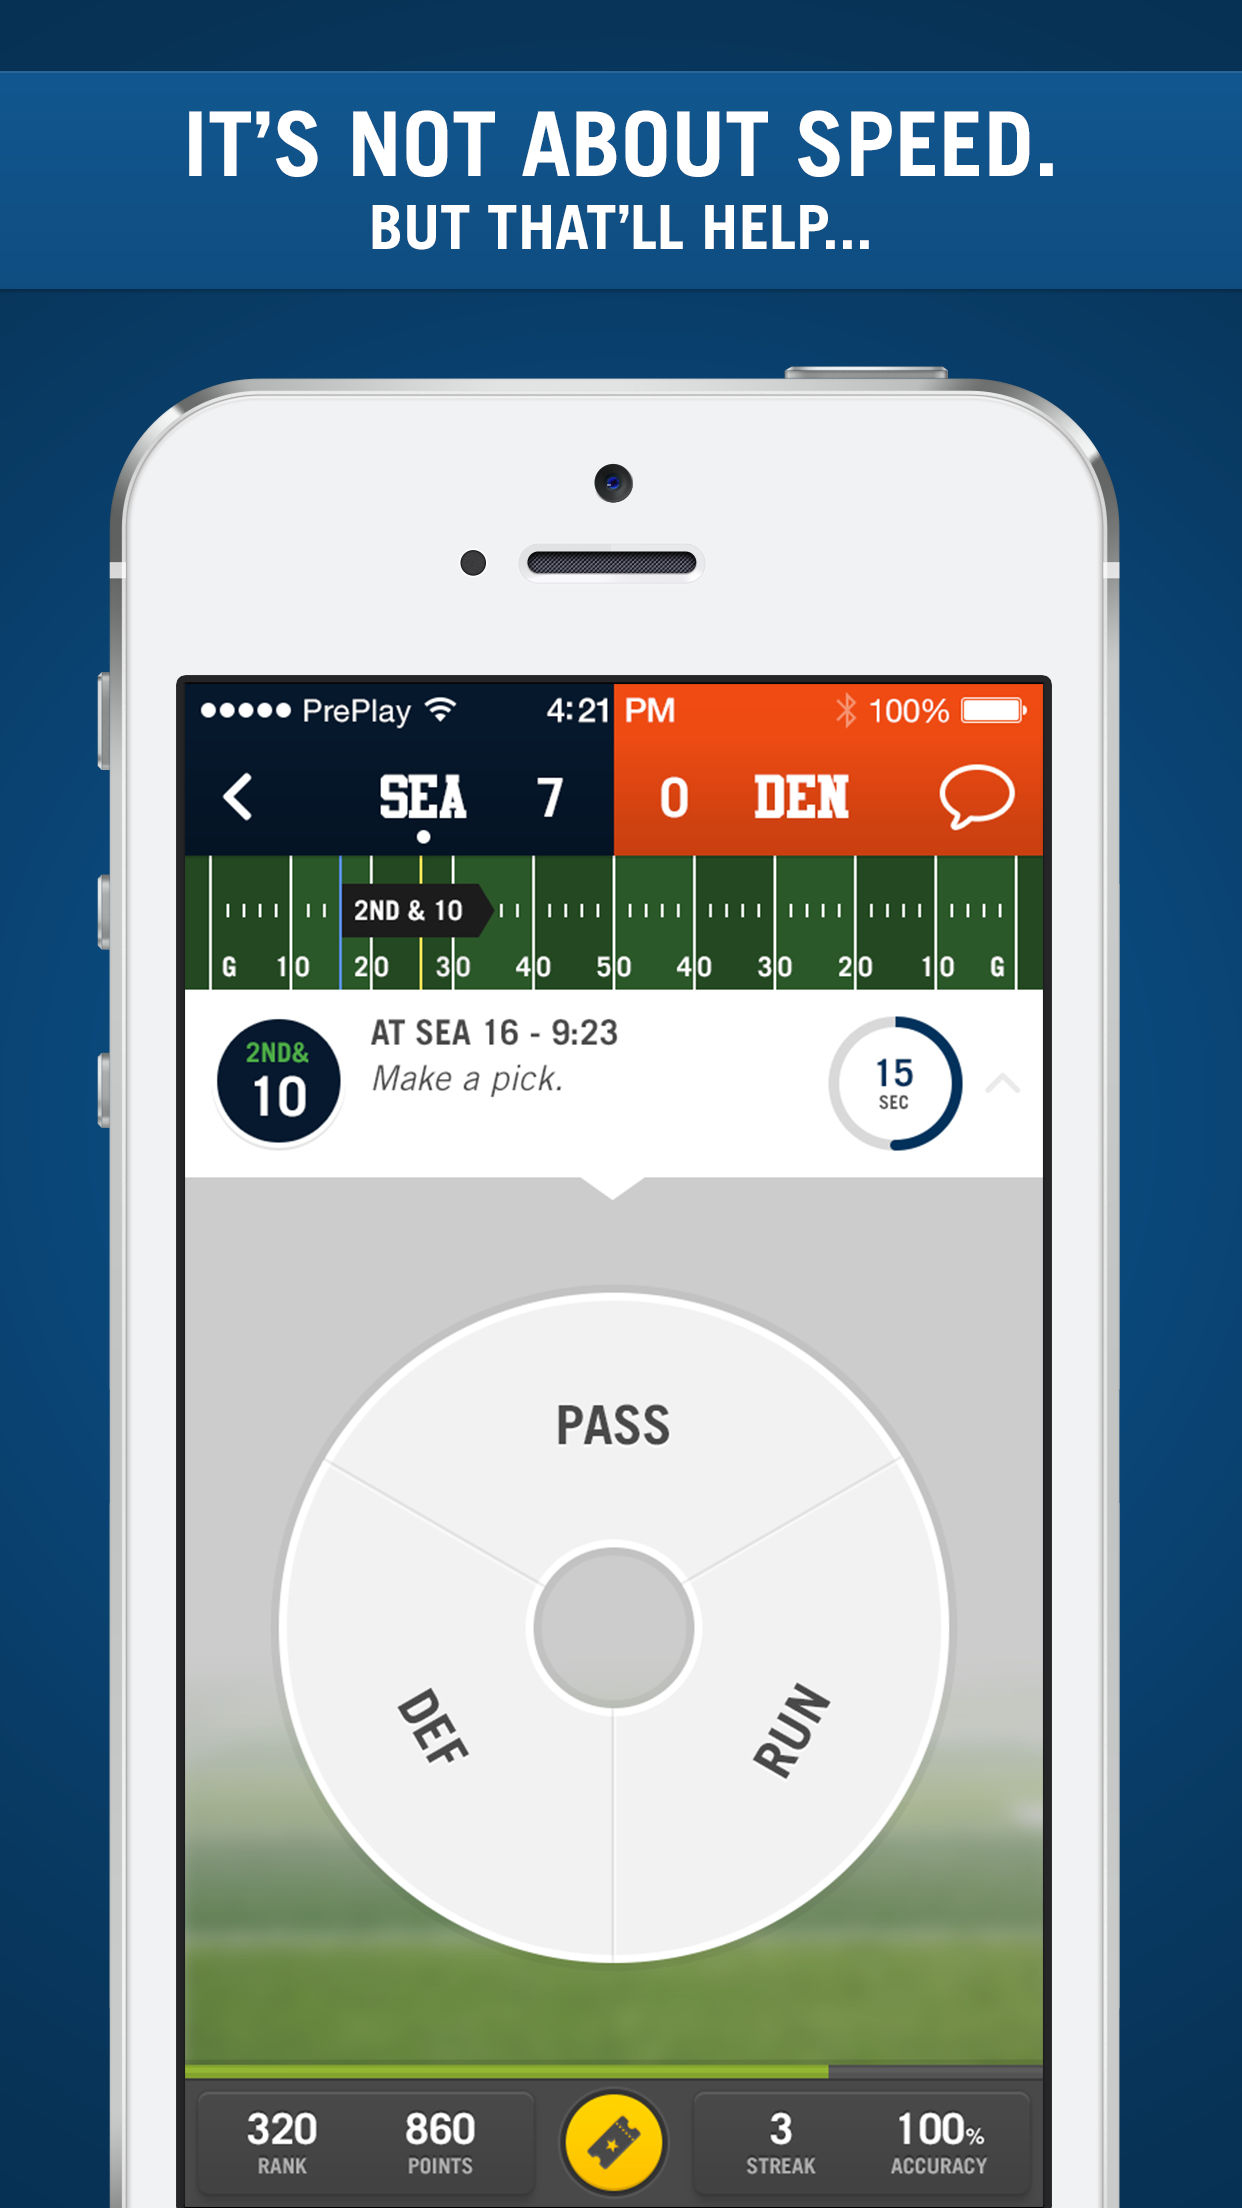 IT'S NOT ABOUT SPEED.
BUT THAT'LL HELP...
PrePlay 4:21 PM 100%
SEA 7 0 DEN
2ND & 10
G 10 20 30 40 50 40 30 20 10 G
2ND&
10
AT SEA 16 - 9:23
Make a pick.
15
SEC
PASS
DEF
RUN
320 860 3 100%
RANK POINTS STREAK ACCURACY